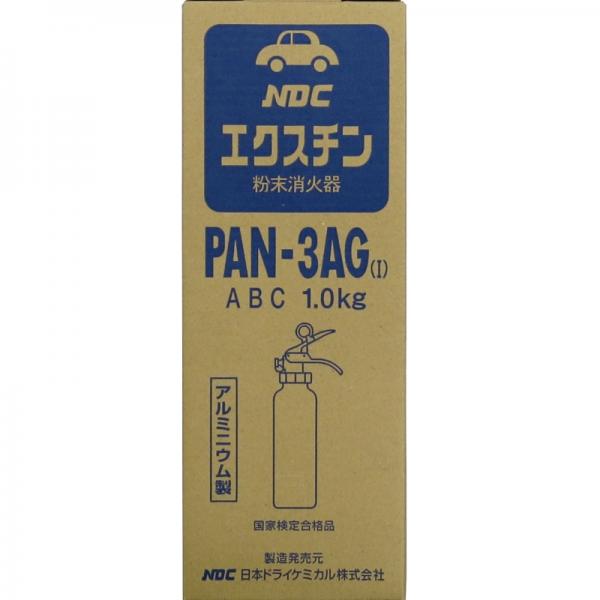 NDC
エクスチン
粉末消火器
PAN-3AG(I)
ABC 1.0kg
アルミニウム製
国家検定合格品
製造発売元
NDC 日本ドライケミカル株式会社